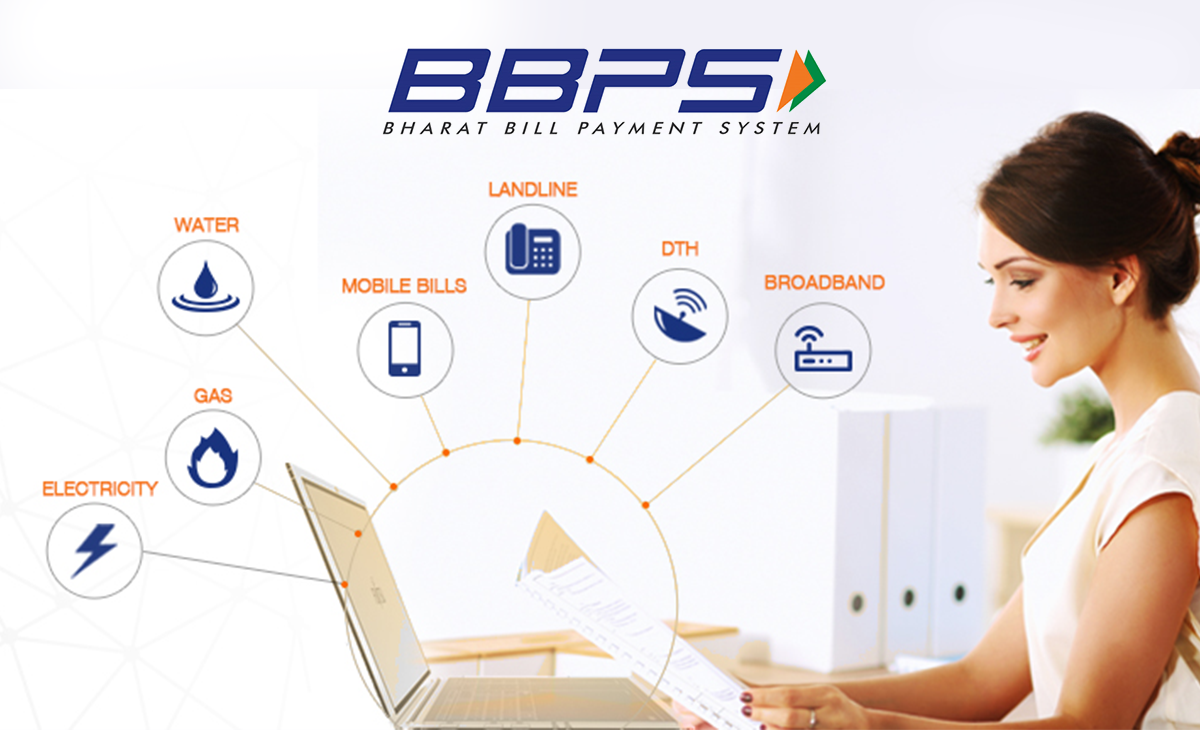 BBPS
BHARAT BILL PAYMENT SYSTEM
LANDLINE
WATER
DTH
MOBILE BILLS
BROADBAND
GAS
ELECTRICITY